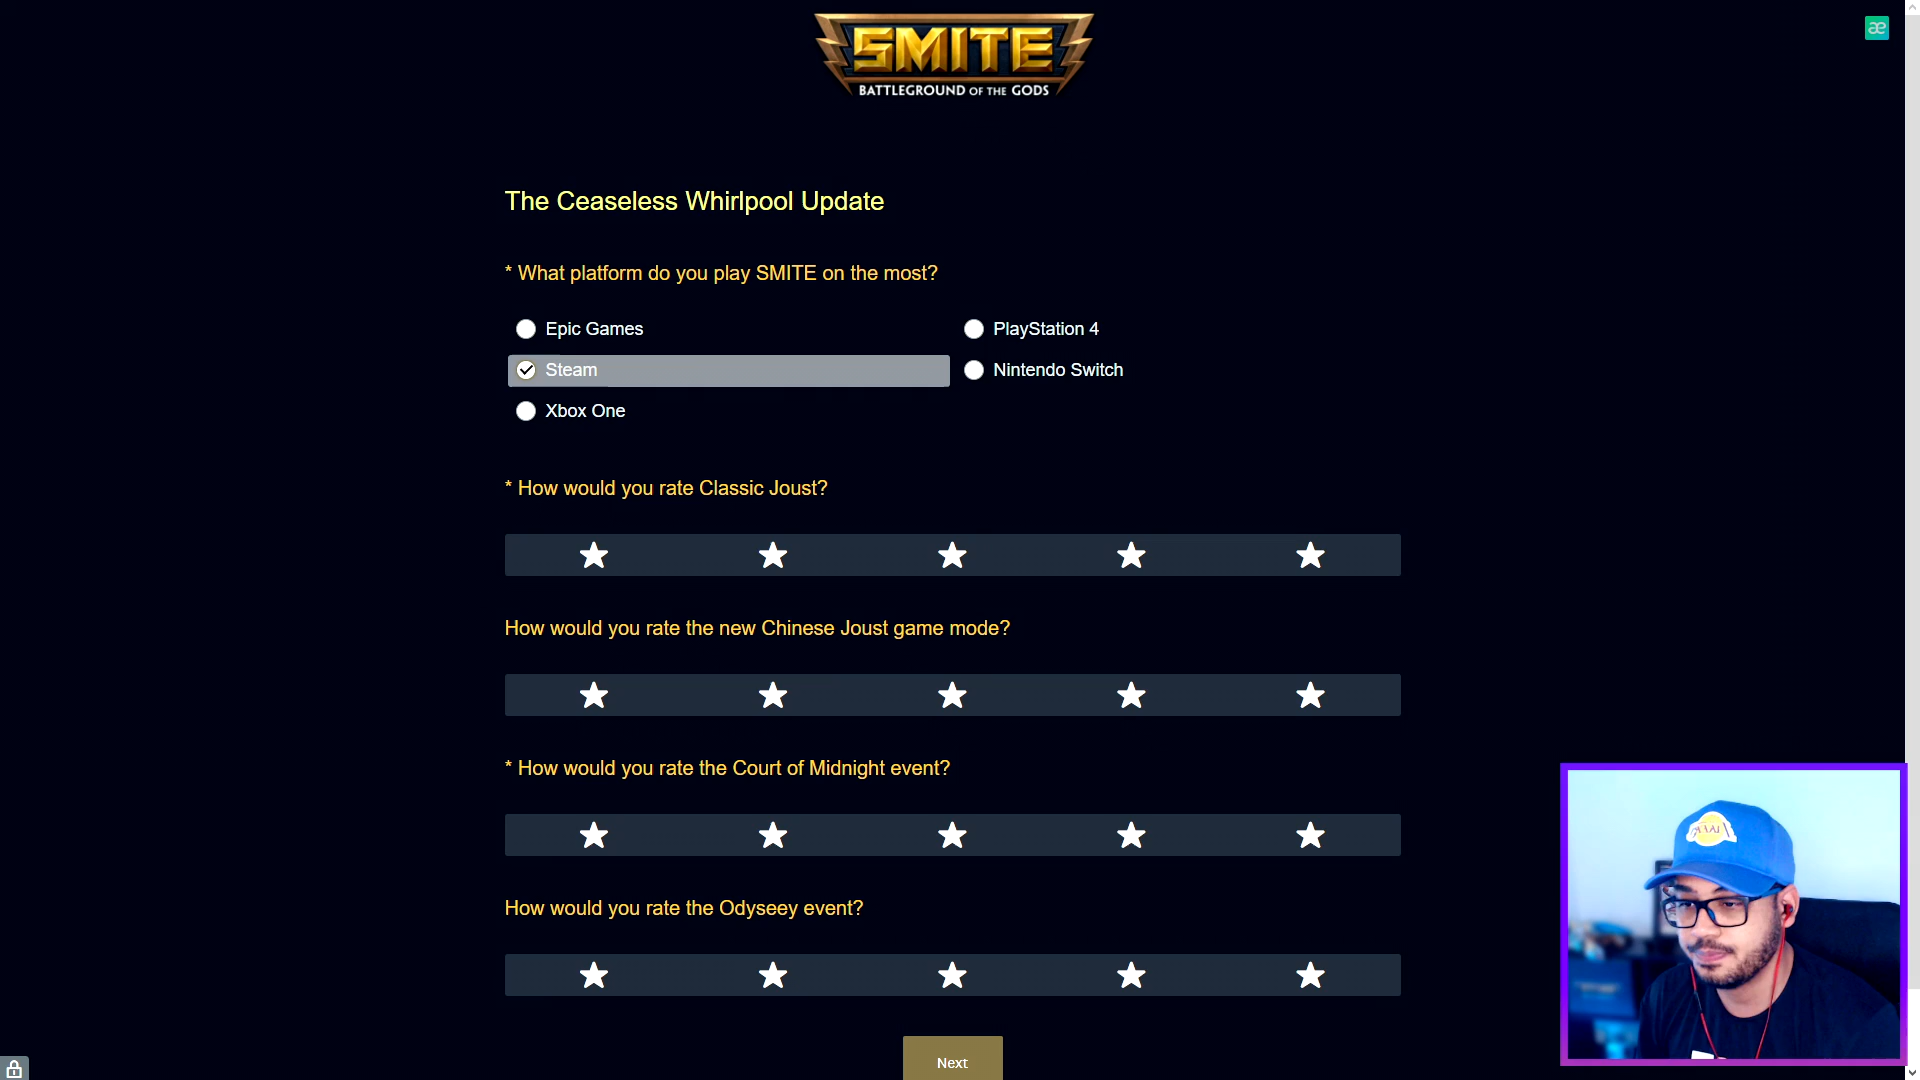 SMITE
BATTLEGROUND OF THE GODS
æ
The Ceaseless Whirlpool Update
* What platform do you play SMITE on the most?
Epic Games
PlayStation 4
Steam
Nintendo Switch
Xbox One
* How would you rate Classic Joust?
How would you rate the new Chinese Joust game mode?
* How would you rate the Court of Midnight event?
How would you rate the Odyseey event?
Next